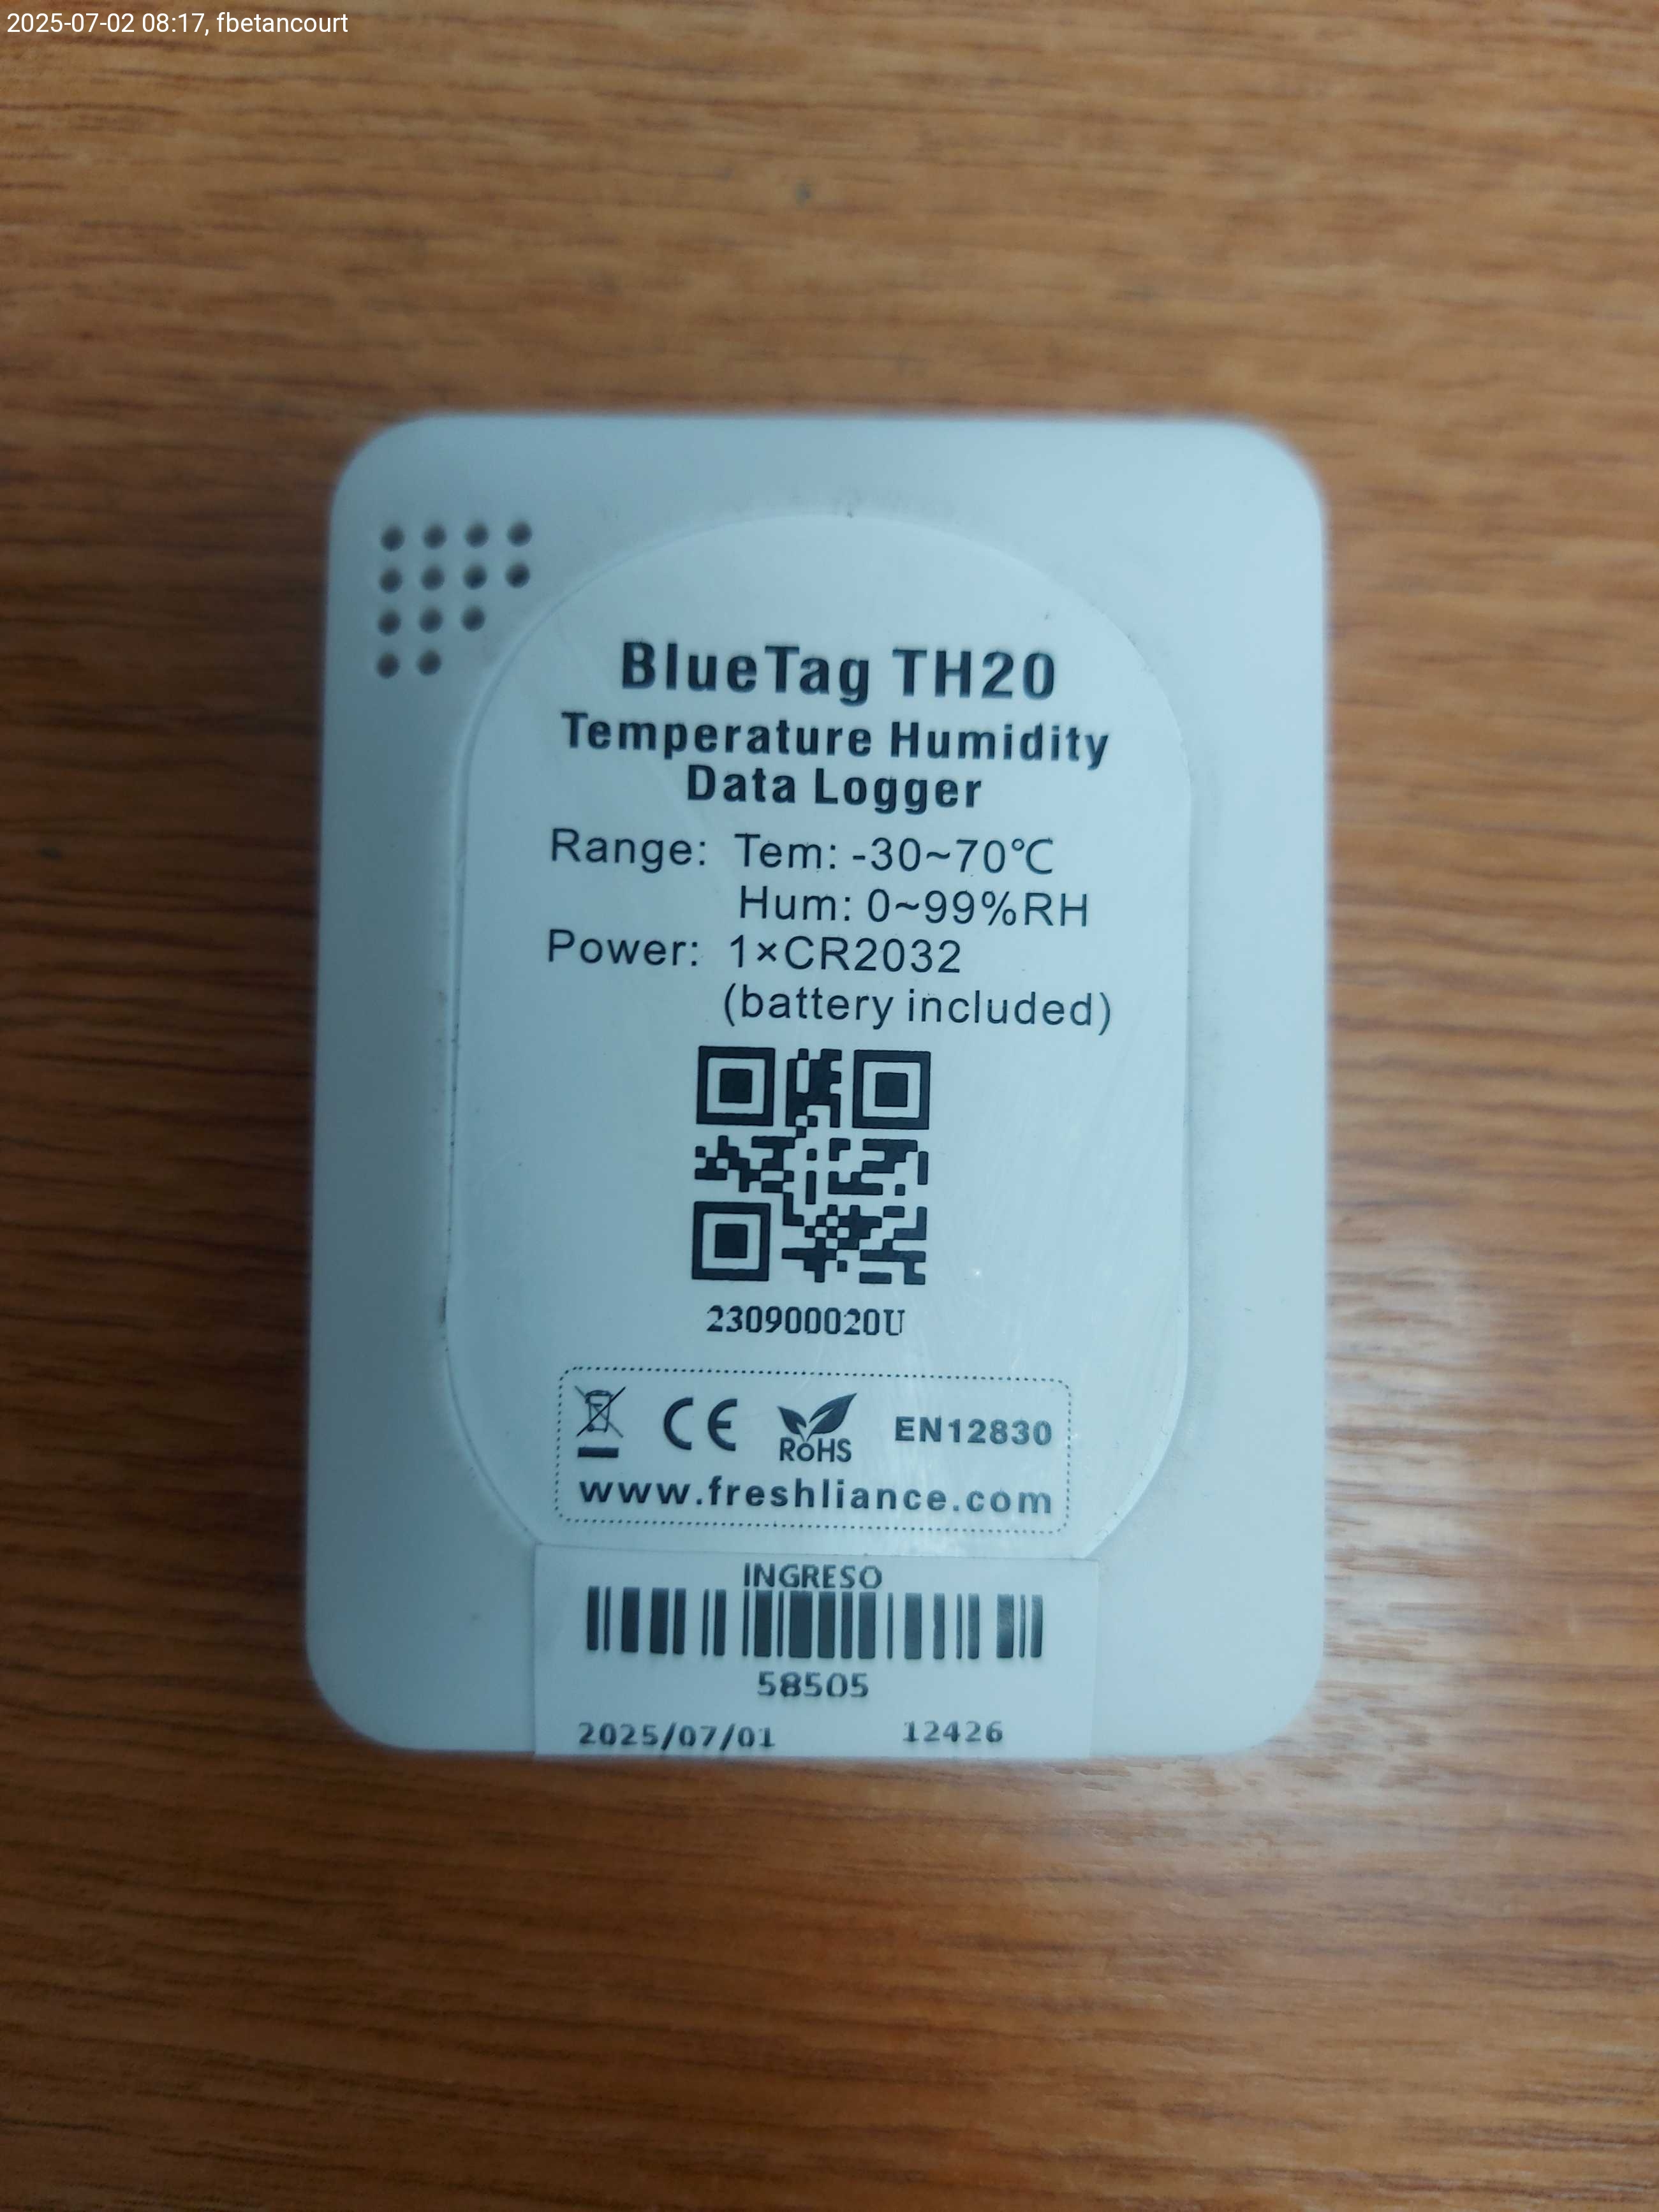 2025-07-02 08:17, fbetancourt
BlueTag TH20
Temperature Humidity
Data Logger
Range: Tem: -30~70℃
Hum: 0~99%RH
Power: 1×CR2032
(battery included)
230900020U
CE RoHS EN12830
www.freshliance.com
INGRESO
58505
2025/07/01 12426